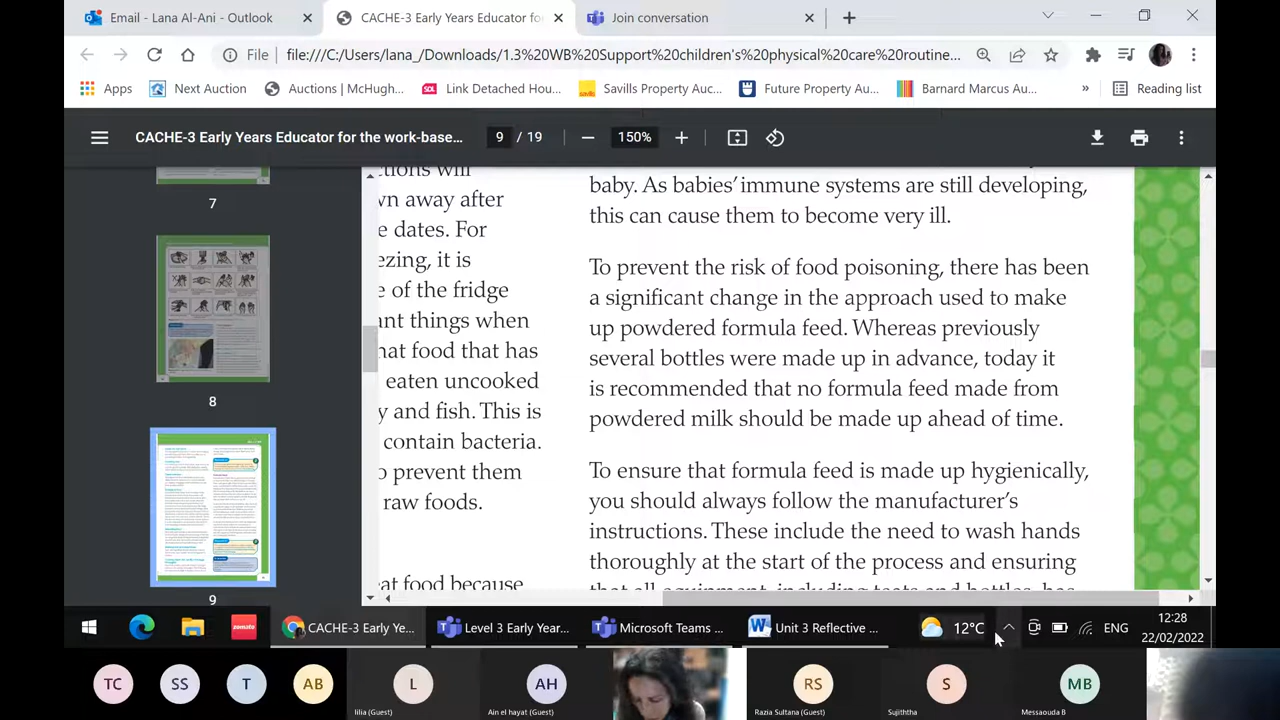 Email - Lana Al-Ani - Outlook
CACHE-3 Early Years Educator fo
Join conversation
File
file:///C:/Users/lana_/Downloads/1.3%20WB%20Support%20children's%20physical%20care%20routine...
Apps
Next Auction
Auctions | McHugh...
Link Detached Hou...
Savills Property Auc...
Future Property Au...
Barnard Marcus Au...
»
Reading list
CACHE-3 Early Years Educator for the work-base...
9 / 19
150%
7
8
9
ctions will
wn away after
e dates. For
ezing, it is
e of the fridge
ant things when
hat food that has
eaten uncooked
y and fish. This is
contain bacteria.
prevent them
raw foods.
eat food because
baby. As babies' immune systems are still developing,
this can cause them to become very ill.
To prevent the risk of food poisoning, there has been
a significant change in the approach used to make
up powdered formula feed. Whereas previously
several bottles were made up in advance, today it
is recommended that no formula feed made from
powdered milk should be made up ahead of time.
To ensure that formula feed is made up hygienically,
you should always follow the manufacturer's
instructions. These include the need to wash hands
thoroughly at the start of the process and ensuring
that all equipment, including teats and bottles, has
zomato
CACHE-3 Early Ye...
Level 3 Early Year...
Microsoft Teams ...
Unit 3 Reflective ...
12°C
ENG
12:28
22/02/2022
TC
SS
T
AB
L
lilia (Guest)
AH
Ain el hayat (Guest)
RS
Razia Sultana (Guest)
S
Sujiththa
MB
Messaouda B